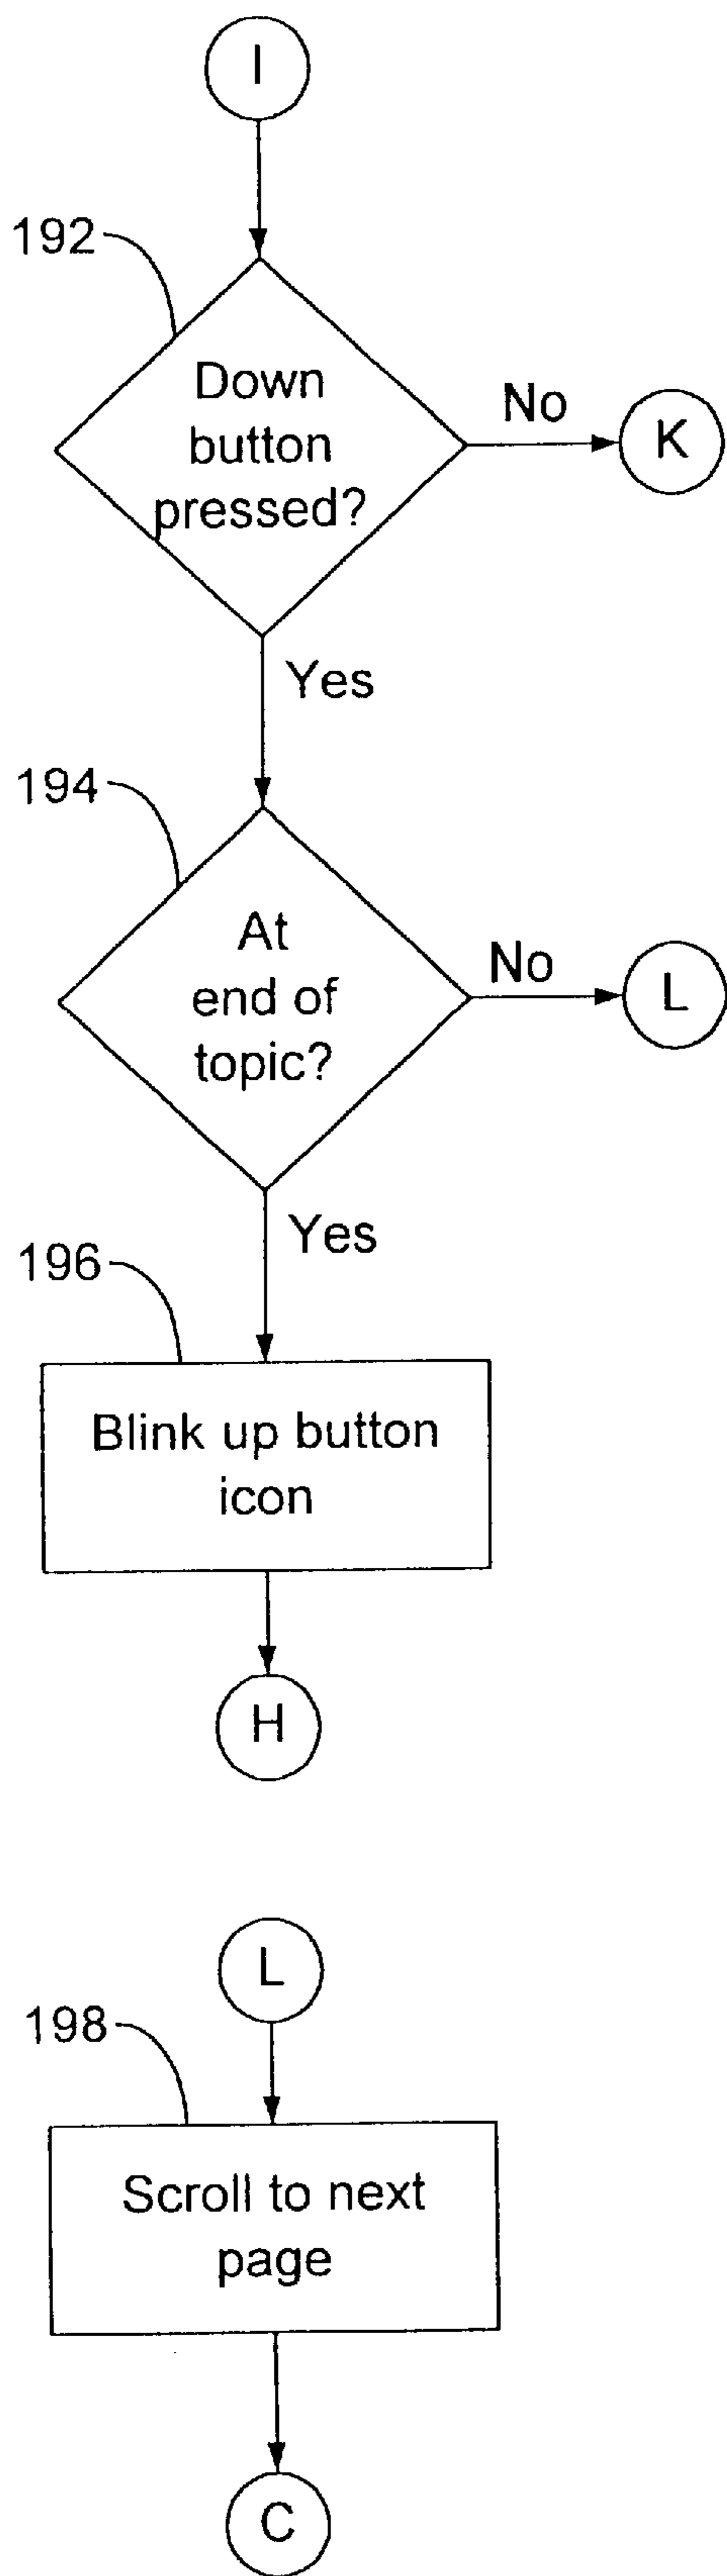 I
192
Down
button
pressed?
No
K
Yes
194
At
end of
topic?
No
L
Yes
196
Blink up button
icon
H
L
198
Scroll to next
page
C